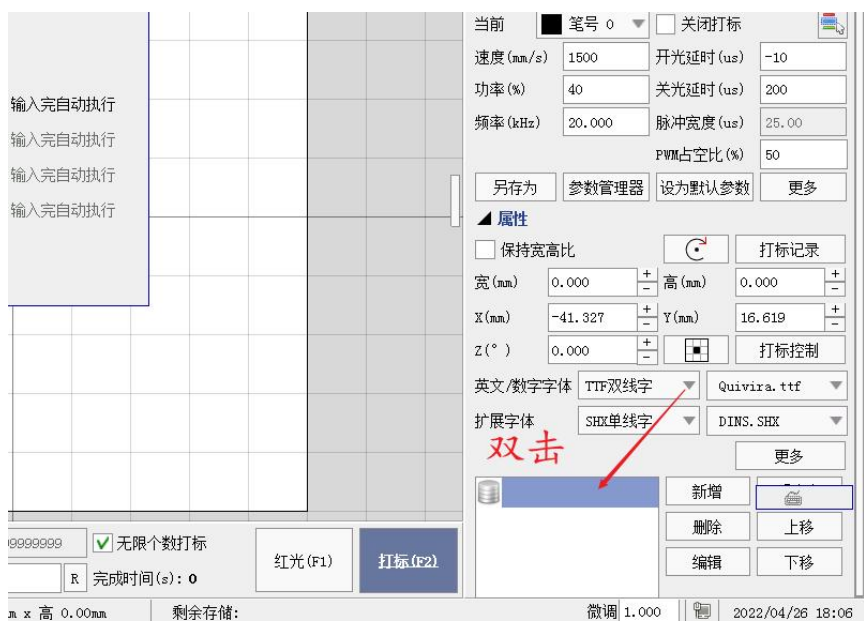 当前 笔号 0 关闭打标
速度(mm/s) 1500 开光延时(us) -10
输入完自动执行 功率(%) 40 关光延时(us) 200
输入完自动执行 频率(kHz) 20.000 脉冲宽度(us) 25.00
PWM占空比(%) 50
输入完自动执行 另存为 参数管理器 设为默认参数 更多
输入完自动执行 属性
保持宽高比 打标记录
宽(mm) 0.000 + - 高(mm) 0.000 + -
X(mm) -41.327 + - Y(mm) 16.619 + -
Z(°) 0.000 + - 打标控制
英文/数字字体 TTF双线字 Quivira.ttf
扩展字体 SHX单线字 DINS.SHX
双击 更多
新增
删除 上移
9999999 无限个数打标 红光(F1) 打标(F2) 编辑 下移
R 完成时间(s): 0
m x 高 0.00mm 剩余存储: 微调 1.000 2022/04/26 18:06